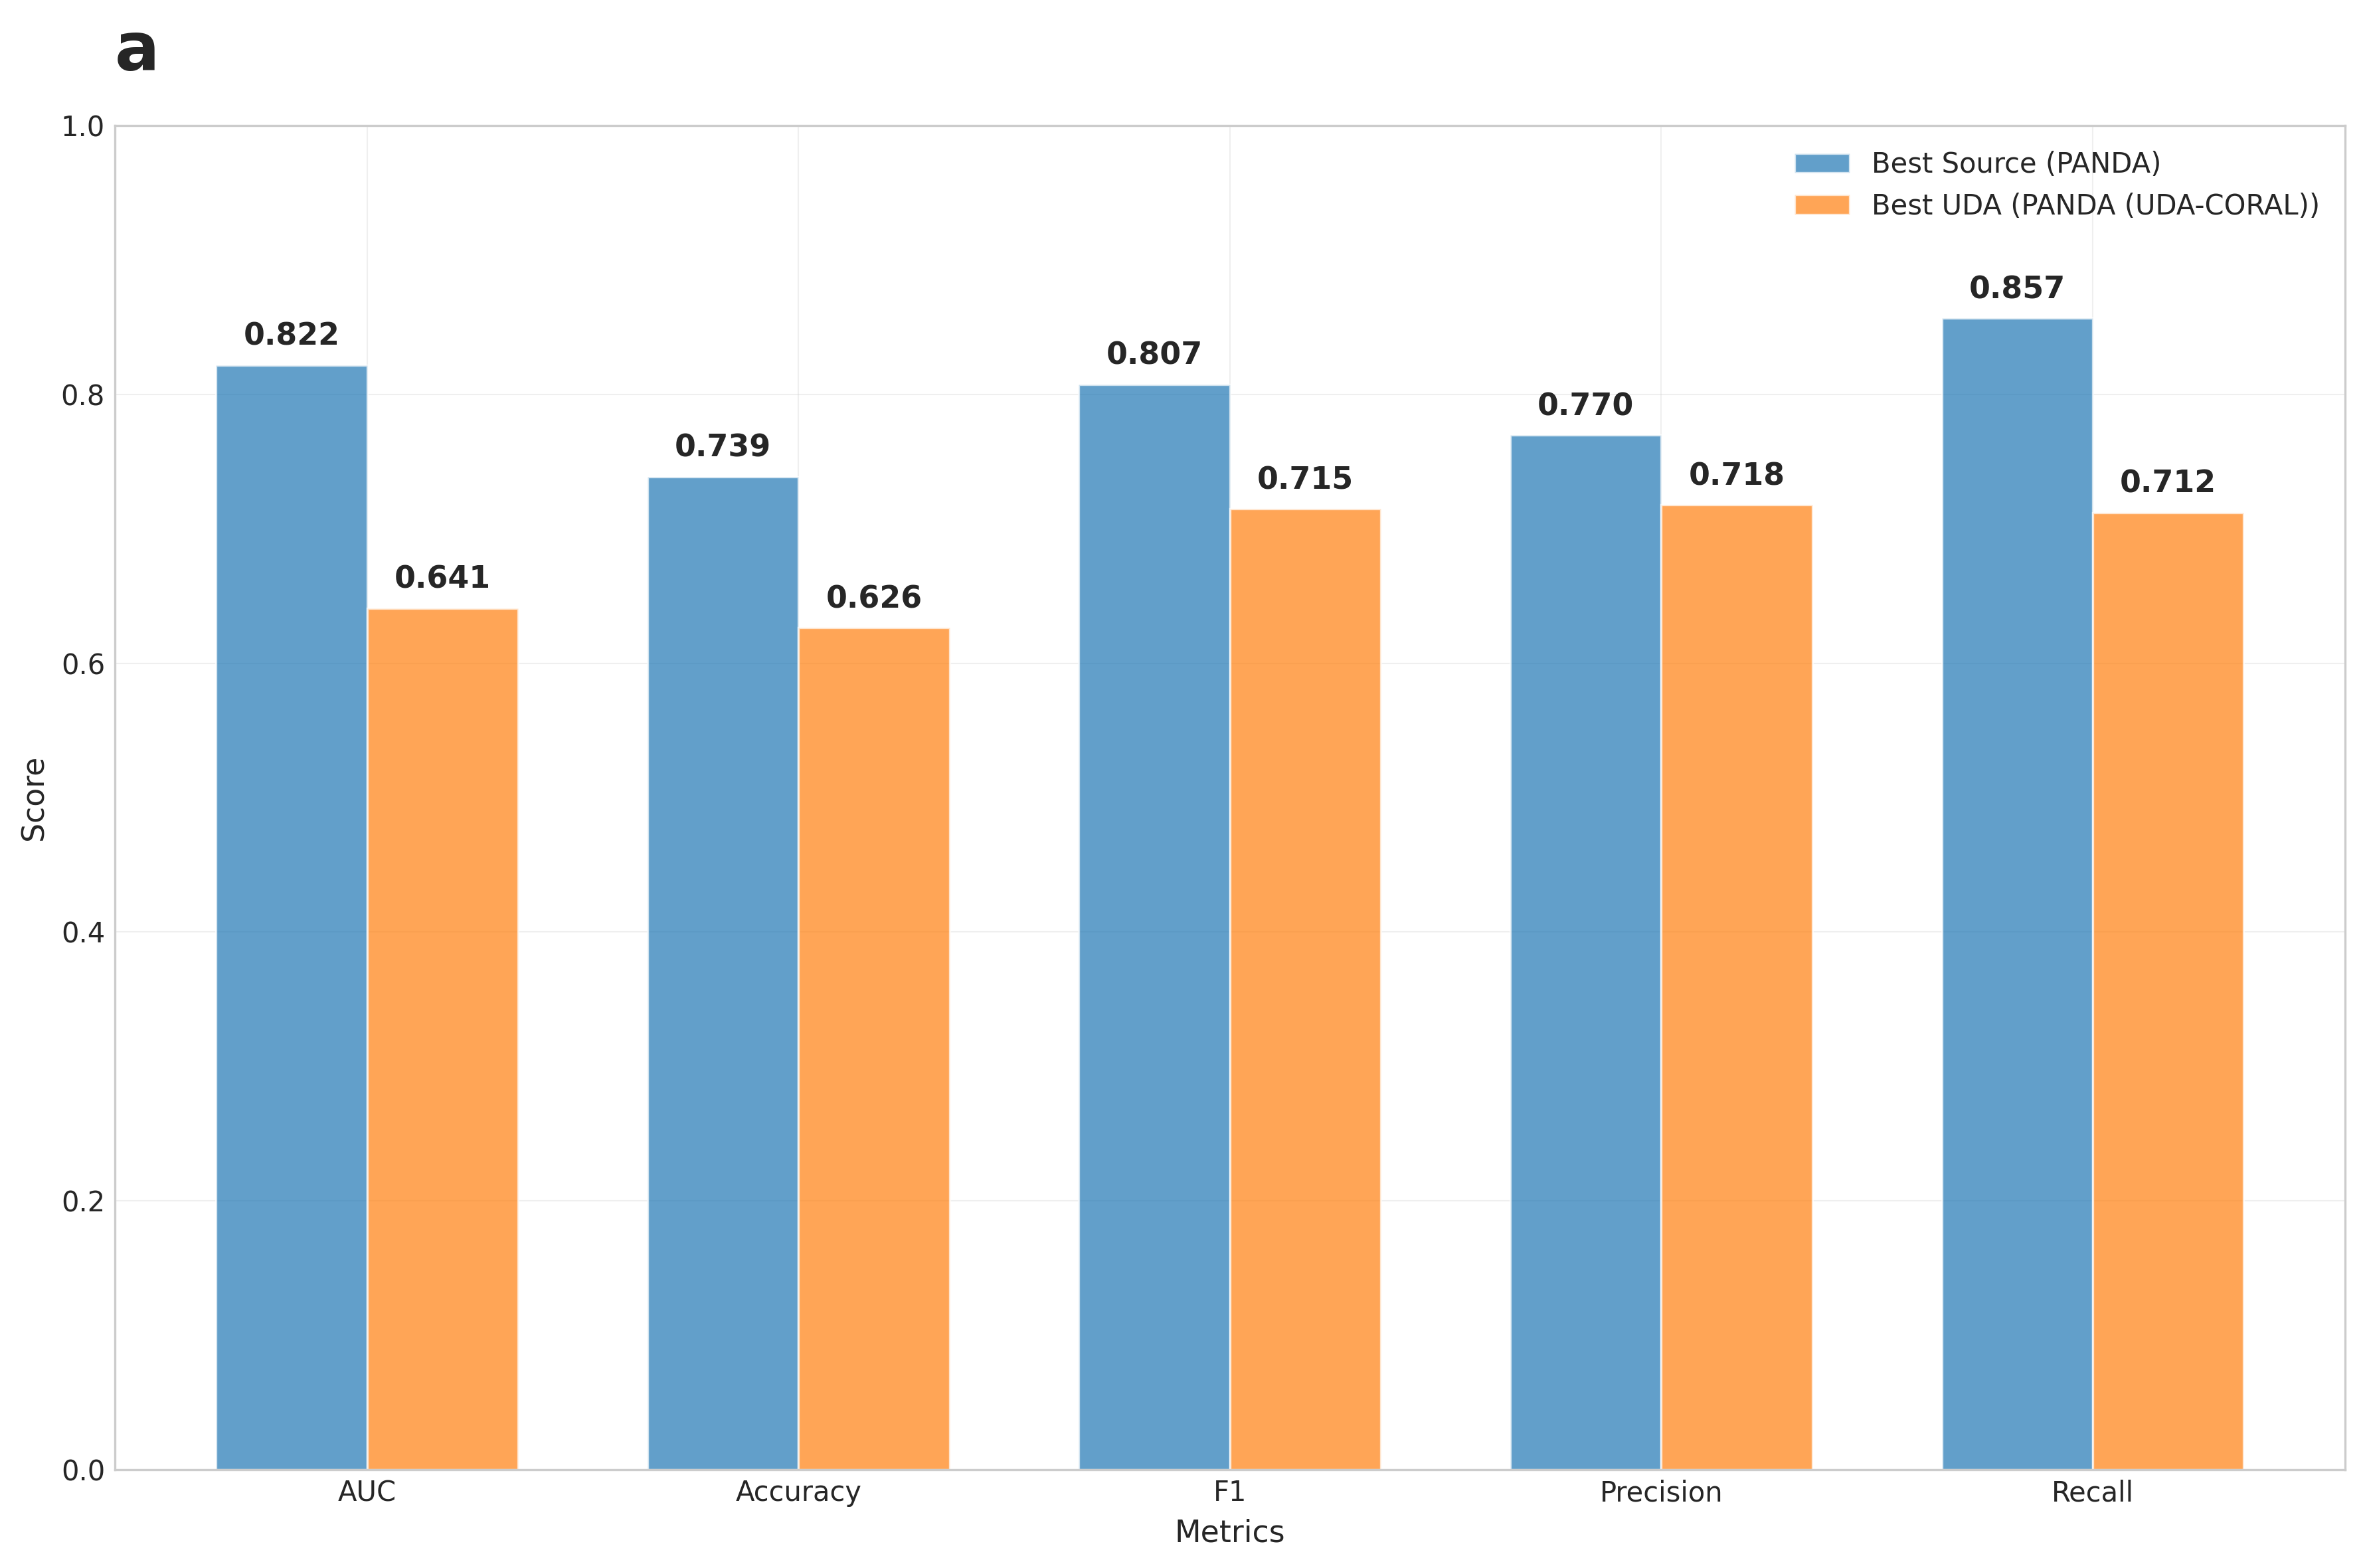 a
1.0
0.8
0.6
0.4
0.2
0.0
Score
Best Source (PANDA)
Best UDA (PANDA (UDA-CORAL))
0.822
0.641
0.739
0.626
0.807
0.715
0.770
0.718
0.857
0.712
AUC
Accuracy
F1
Precision
Recall
Metrics